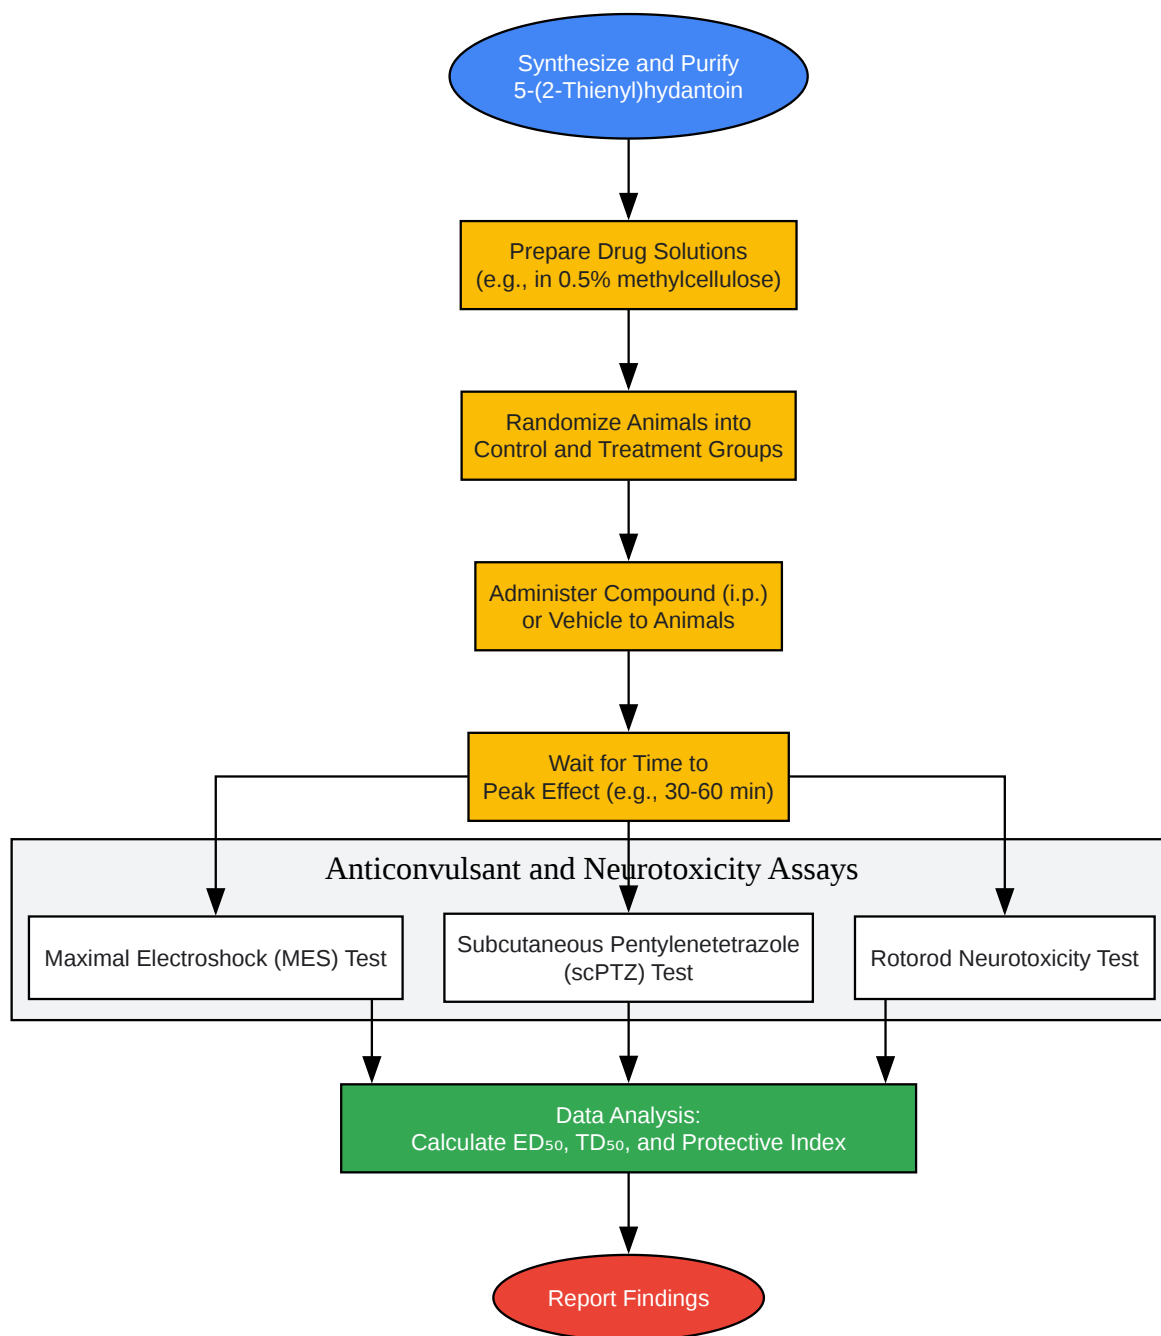 Synthesize and Purify
5-(2-Thienyl)hydantoin
Prepare Drug Solutions
(e.g., in 0.5% methylcellulose)
Randomize Animals into
Control and Treatment Groups
Administer Compound (i.p.)
or Vehicle to Animals
Wait for Time to
Peak Effect (e.g., 30-60 min)
Anticonvulsant and Neurotoxicity Assays
Maximal Electroshock (MES) Test
Subcutaneous Pentylenetetrazole
(scPTZ) Test
Rotorod Neurotoxicity Test
Data Analysis:
Calculate ED₅₀, TD₅₀, and Protective Index
Report Findings